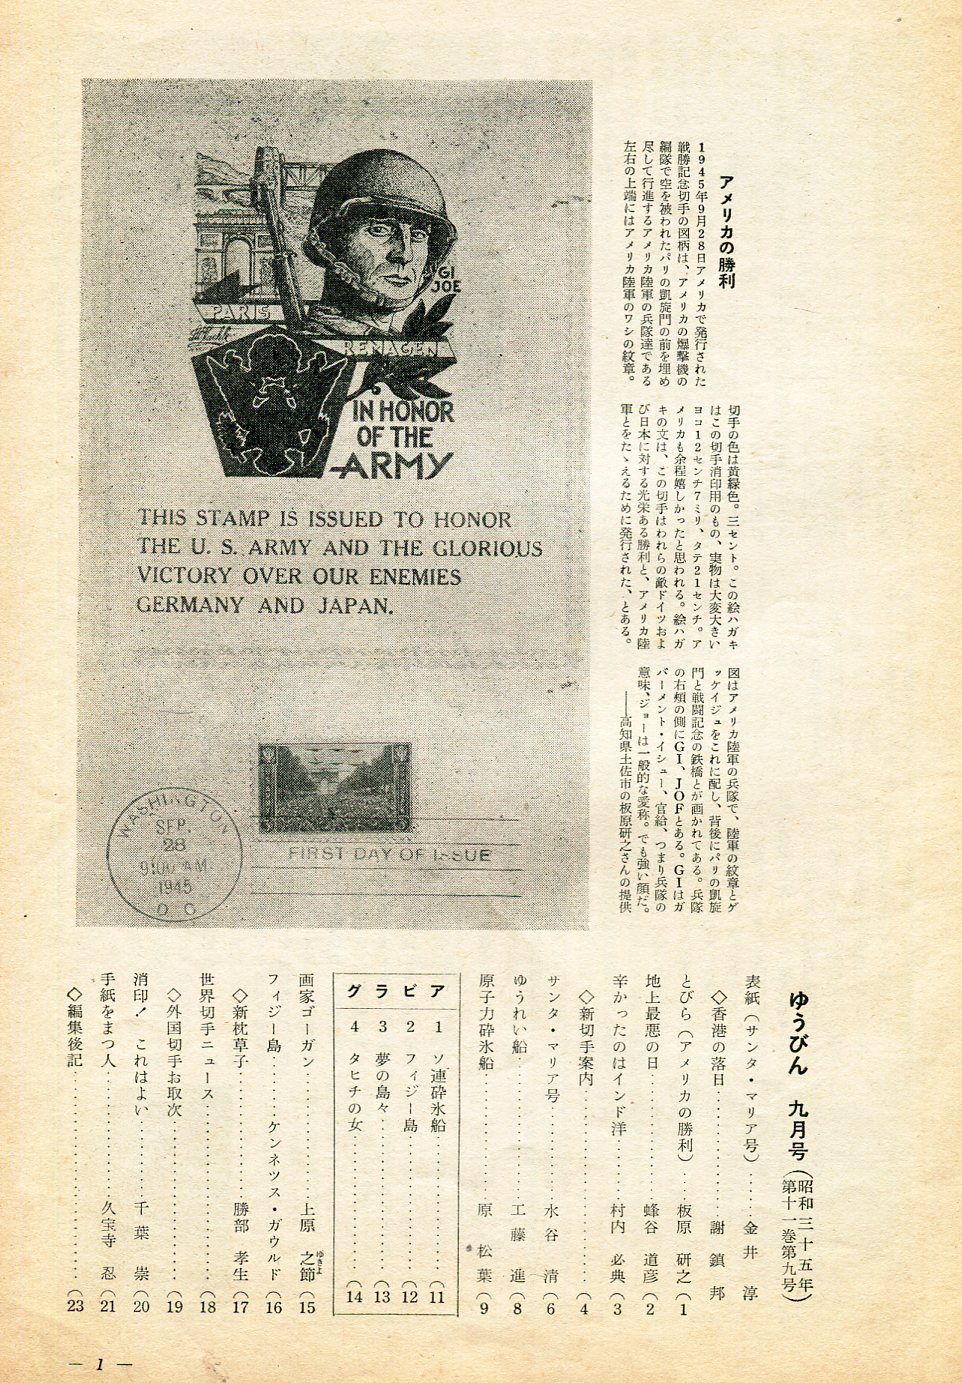 アメリカの勝利
1945年9月28日アメリカで発行された
戦勝記念切手の図柄は、アメリカの爆撃機の
編隊で空を被われたパリの凱旋門の前を埋め
尽して行進するアメリカ陸軍の兵隊達である
左右の上端にはアメリカ陸軍のワシの紋章。
切手の色は黄緑色。三セント。この絵ハガキ
はこの切手消印用のもの、実物は大変大きい
ヨコ12センチ7ミリ、タテ21センチ。ア
メリカも余程嬉しかったと思われる。絵ハガ
キの文は、この切手はわれらの敵ドイツおよ
び日本に対する光栄ある勝利と、アメリカ陸
軍とをたゝえるために発行された、とある。
図はアメリカ陸軍の兵隊で、陸軍の紋章とゲ
ッケイジュをこれに配し、背後にパリの凱旋
門と戦闘記念の鉄橋とが画かれてある。兵隊
の右頬の側にGI、JOFとある。GIはガ
バーメント・イシュー、官給、つまり兵隊の
意味、ジョーは一般的な愛称。でも強い顔だ。
――高知県土佐市の板原研之さんの提供
GI
JOE
PARIS
REMAGEN
IN HONOR
OF THE
ARMY
THIS STAMP IS ISSUED TO HONOR
THE U. S. ARMY AND THE GLORIOUS
VICTORY OVER OUR ENEMIES
GERMANY AND JAPAN.
WASHINGTON
SEP.
28
9:00 AM
1945
D C
FIRST DAY OF ISSUE
ゆうびん 九月号(昭和三十五年 第十一巻第九号)
表紙(サンタ・マリア号)……金井 淳
◇香港の落日……謝 鎮 邦
とびら(アメリカの勝利)……板原 研之(1
地上最悪の日……蜂谷 道彦(2
辛かったのはインド洋……村内 必典(3
◇新切手案内……(4
サンタ・マリア号……水谷 清(6
ゆうれい船……工藤 進(8
原子力砕氷船……原 松葉(9
アビラグ
1 ソ連砕氷船……(11
2 フィジー島……(12
3 夢の島々……(13
4 タヒチの女……(14
画家ゴーガン……上原 之節(15
ゆきよ
フィジー島……ケンネツス・ガウルド(16
◇新枕草子……勝部 孝生(17
世界切手ニュース……(18
◇外国切手お取次……(19
消印! これはよい……千葉 崇(20
手紙をまつ人……久宝寺 忍(21
◇編集後記……(23
— 1 —